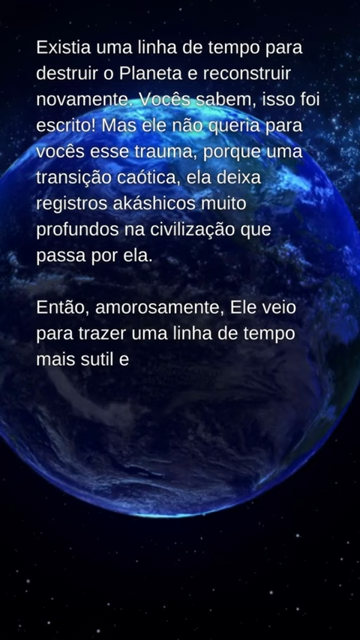 Existia uma linha de tempo para
destruir o Planeta e reconstruir
novamente. Vocês sabem, isso foi
escrito! Mas ele não queria para
vocês esse trauma, porque uma
transição caótica, ela deixa
registros akáshicos muito
profundos na civilização que
passa por ela.

Então, amorosamente, Ele veio
para trazer uma linha de tempo
mais sutil e